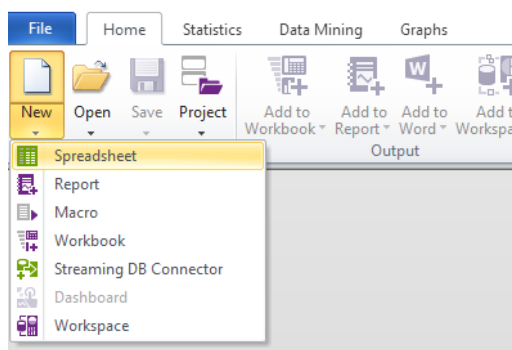 File Home Statistics Data Mining Graphs
New Open Save Project Add to Add to Add to Add t
Workbook Report Word Workspa
Output
Spreadsheet
Report
Macro
Workbook
Streaming DB Connector
Dashboard
Workspace